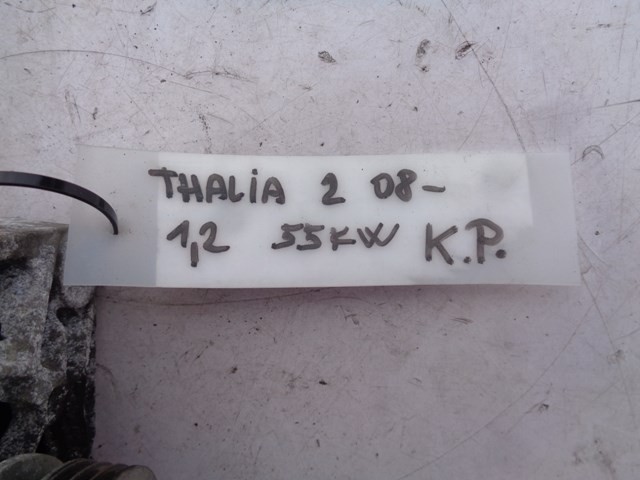 THALiA 2 08-
1,2 55KW K.P.